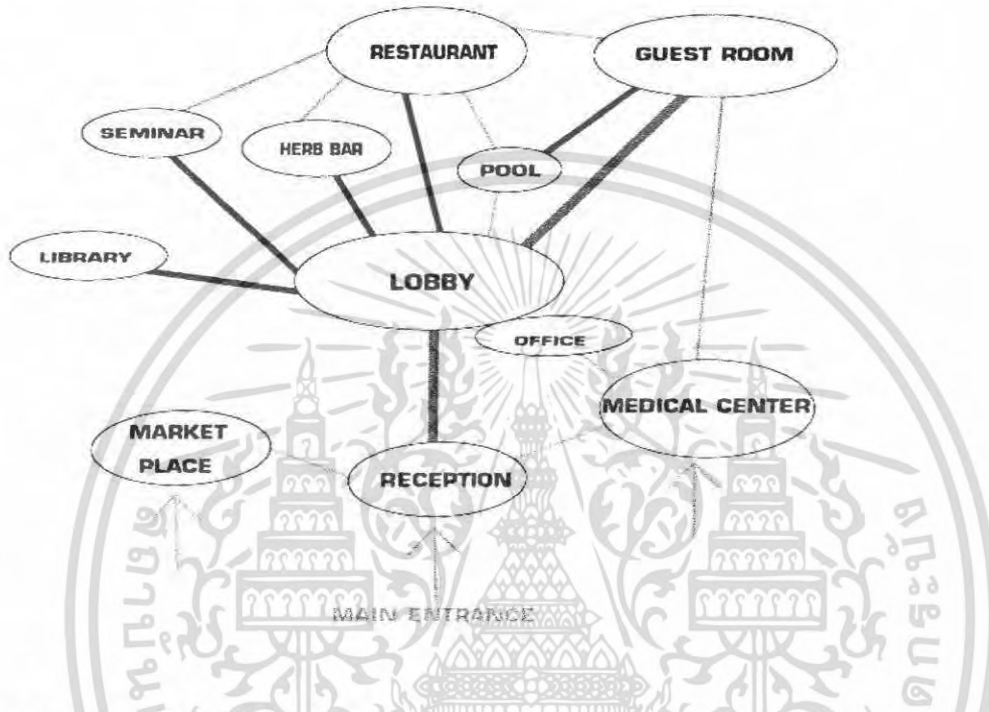 RESTAURANT
GUEST ROOM
SEMINAR
HERB BAR
POOL
LIBRARY
LOBBY
OFFICE
MEDICAL CENTER
MARKET
PLACE
RECEPTION
MAIN ENTRANCE